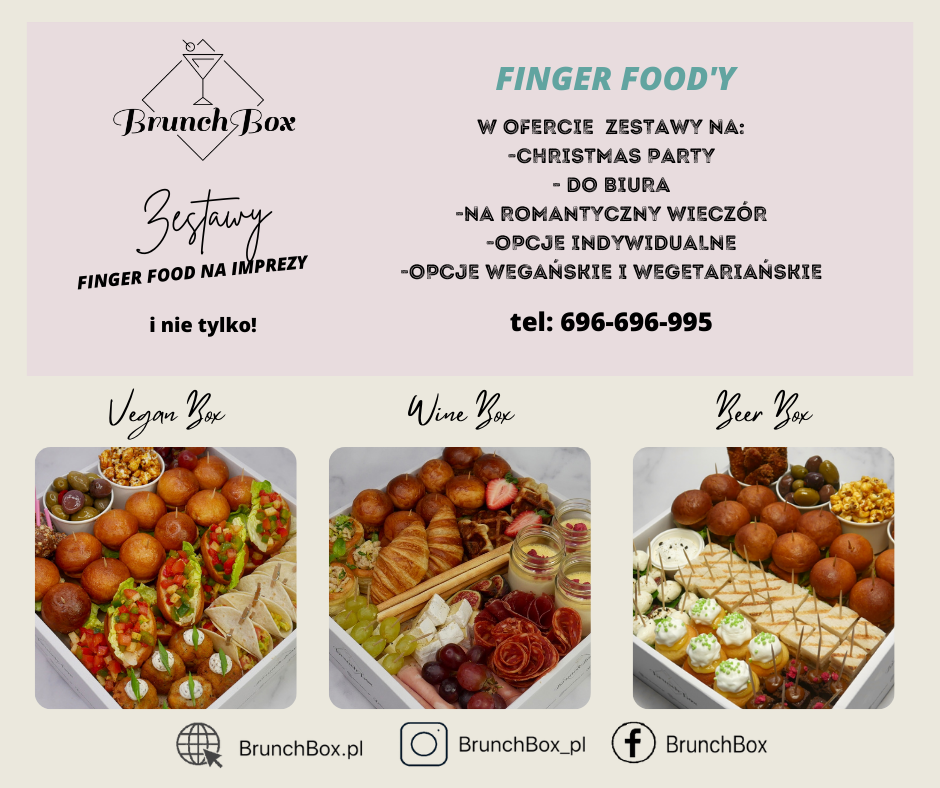 BrunchBox
Zestawy
FINGER FOOD NA IMPREZY
i nie tylko!
FINGER FOOD'Y
W OFERCIE ZESTAWY NA:
-CHRISTMAS PARTY
- DO BIURA
-NA ROMANTYCZNY WIECZÓR
-OPCJE INDYWIDUALNE
-OPCJE WEGAŃSKIE I WEGETARIAŃSKIE
tel: 696-696-995
Vegan Box
Wine Box
Beer Box
BrunchBox.pl
BrunchBox_pl
BrunchBox